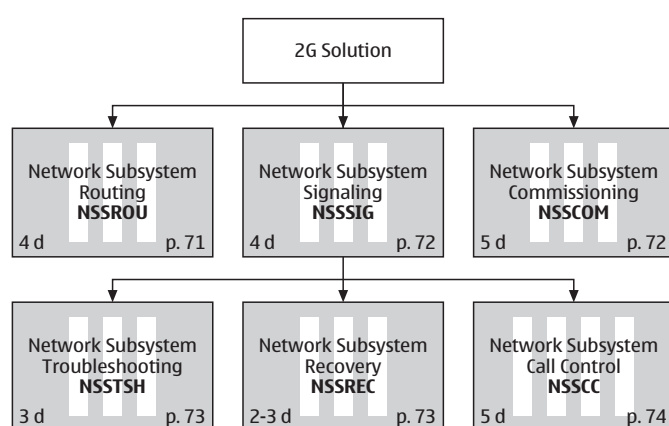 2G Solution
Network Subsystem
Routing
NSSROU
4 d p. 71
Network Subsystem
Signaling
NSSSIG
4 d p. 72
Network Subsystem
Commissioning
NSSCOM
5 d p. 72
Network Subsystem
Troubleshooting
NSSTSH
3 d p. 73
Network Subsystem
Recovery
NSSREC
2-3 d p. 73
Network Subsystem
Call Control
NSSCC
5 d p. 74